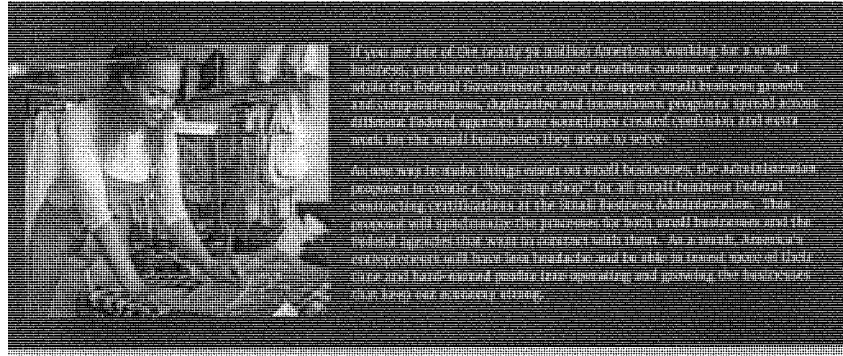 If you are one of the nearly 56 million Americans working for a small
business, you know the importance of excellent customer service. And
while the Federal Government strives to support small business growth
and competitiveness, duplicative and cumbersome programs spread across
different Federal agencies have sometimes created confusion and extra
work for the small businesses they meant to serve.
As one way to make things easier on small businesses, the Administration
proposes to create a "One-Stop Shop" for all small business Federal
contracting certifications at the Small Business Administration. This
proposal will streamline the processes for both small businesses and the
Federal agencies that want to contract with them. As a result, America's
entrepreneurs will have less headache and be able to invest more of their
time and hard-earned profits into operating and growing the businesses
that keep our economy strong.